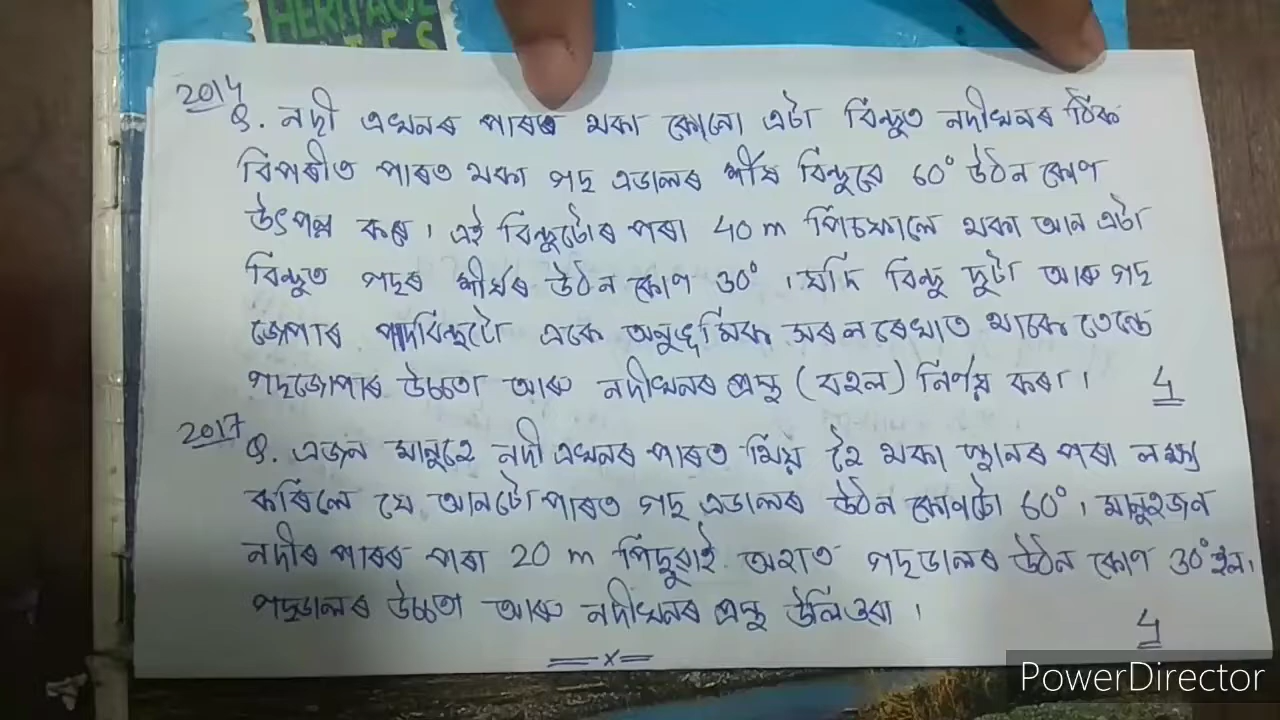 HERITAGE
2014
Q. নদী এখনৰ পাৰত থকা কোনো এটা বিন্দুত নদীখনৰ ঠিক
বিপৰীত পাৰত থকা গছ এডালৰ শীৰ্ষ বিন্দুৱে 60° উঠন কোণ
উৎপন্ন কৰে। এই বিন্দুটোৰ পৰা 40 m পিচফালে থকা আন এটা
বিন্দুত গছৰ শীৰ্ষৰ উঠন কোণ 30°। যদি বিন্দু দুটা আৰু গছ
জোপাৰ পাদবিন্দুটো একে অনুভূমিক সৰলৰেখাত থাকে তেন্তে
গছজোপাৰ উচ্চতা আৰু নদীখনৰ প্ৰস্থ (বহল) নিৰ্ণয় কৰা। 4
2017
Q. এজন মানুহে নদী এখনৰ পাৰত থিয় হৈ থকা স্থানৰ পৰা লক্ষ্য
কৰিলে যে আনটো পাৰত গছ এডালৰ উঠন কোণটো 60°। মানুহজন
নদীৰ পাৰৰ পৰা 20 m পিছুৱাই অহাত গছডালৰ উঠন কোণ 30° হ'ল।
গছডালৰ উচ্চতা আৰু নদীখনৰ প্ৰস্থ উলিওৱা। 4
x
PowerDirector